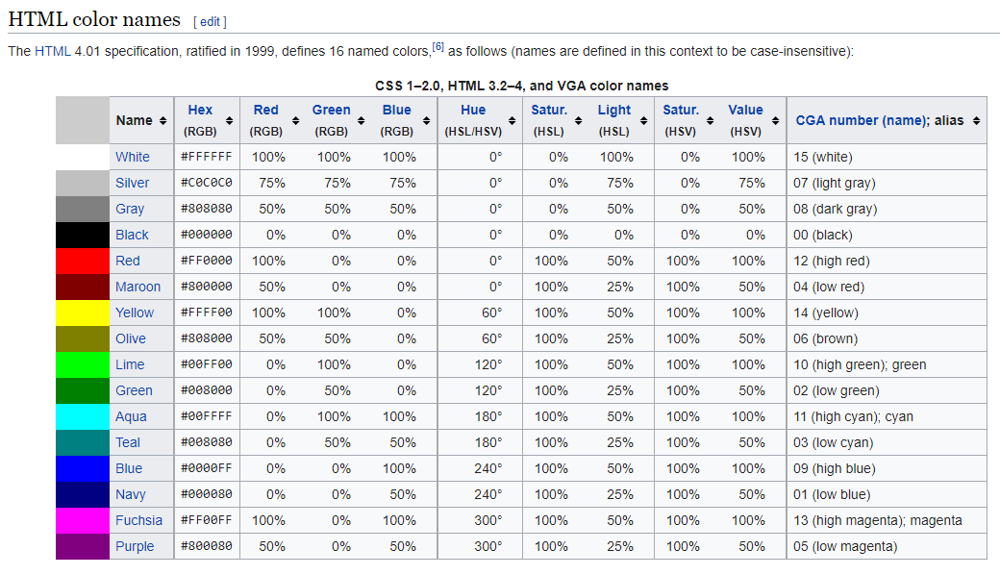 HTML color names [ edit ]
The HTML 4.01 specification, ratified in 1999, defines 16 named colors,[6] as follows (names are defined in this context to be case-insensitive):
CSS 1–2.0, HTML 3.2–4, and VGA color names
Name Hex (RGB) Red (RGB) Green (RGB) Blue (RGB) Hue (HSL/HSV) Satur. (HSL) Light (HSL) Satur. (HSV) Value (HSV) CGA number (name); alias
White #FFFFFF 100% 100% 100% 0° 0% 100% 0% 100% 15 (white)
Silver #C0C0C0 75% 75% 75% 0° 0% 75% 0% 75% 07 (light gray)
Gray #808080 50% 50% 50% 0° 0% 50% 0% 50% 08 (dark gray)
Black #000000 0% 0% 0% 0° 0% 0% 0% 0% 00 (black)
Red #FF0000 100% 0% 0% 0° 100% 50% 100% 100% 12 (high red)
Maroon #800000 50% 0% 0% 0° 100% 25% 100% 50% 04 (low red)
Yellow #FFFF00 100% 100% 0% 60° 100% 50% 100% 100% 14 (yellow)
Olive #808000 50% 50% 0% 60° 100% 25% 100% 50% 06 (brown)
Lime #00FF00 0% 100% 0% 120° 100% 50% 100% 100% 10 (high green); green
Green #008000 0% 50% 0% 120° 100% 25% 100% 50% 02 (low green)
Aqua #00FFFF 0% 100% 100% 180° 100% 50% 100% 100% 11 (high cyan); cyan
Teal #008080 0% 50% 50% 180° 100% 25% 100% 50% 03 (low cyan)
Blue #0000FF 0% 0% 100% 240° 100% 50% 100% 100% 09 (high blue)
Navy #000080 0% 0% 50% 240° 100% 25% 100% 50% 01 (low blue)
Fuchsia #FF00FF 100% 0% 100% 300° 100% 50% 100% 100% 13 (high magenta); magenta
Purple #800080 50% 0% 50% 300° 100% 25% 100% 50% 05 (low magenta)